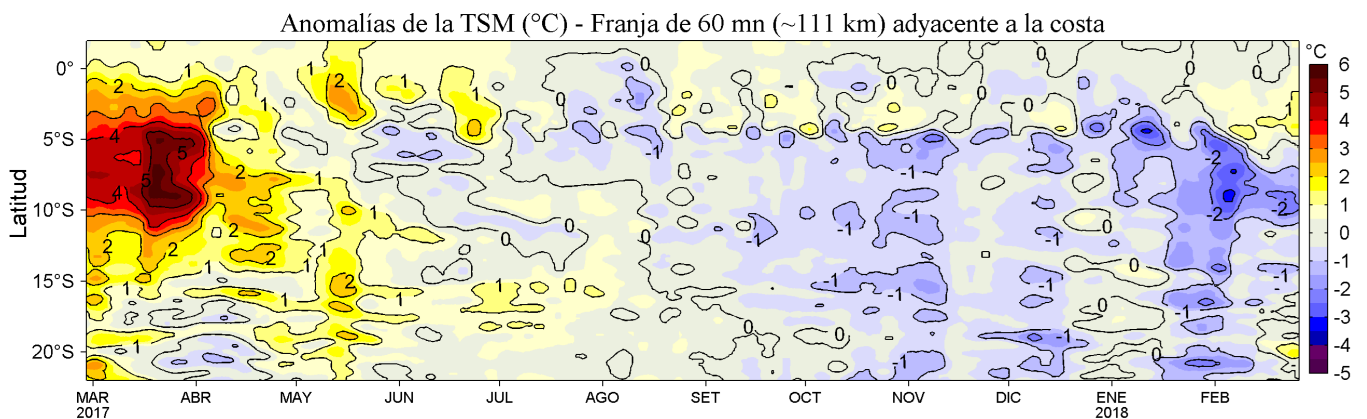 Anomalías de la TSM (°C) - Franja de 60 mn (~111 km) adyacente a la costa
Latitud
0°
5°S
10°S
15°S
20°S
MAR ABR MAY JUN JUL AGO SET OCT NOV DIC ENE FEB
2017 2018
°C
6
5
4
3
2
1
0
-1
-2
-3
-4
-5